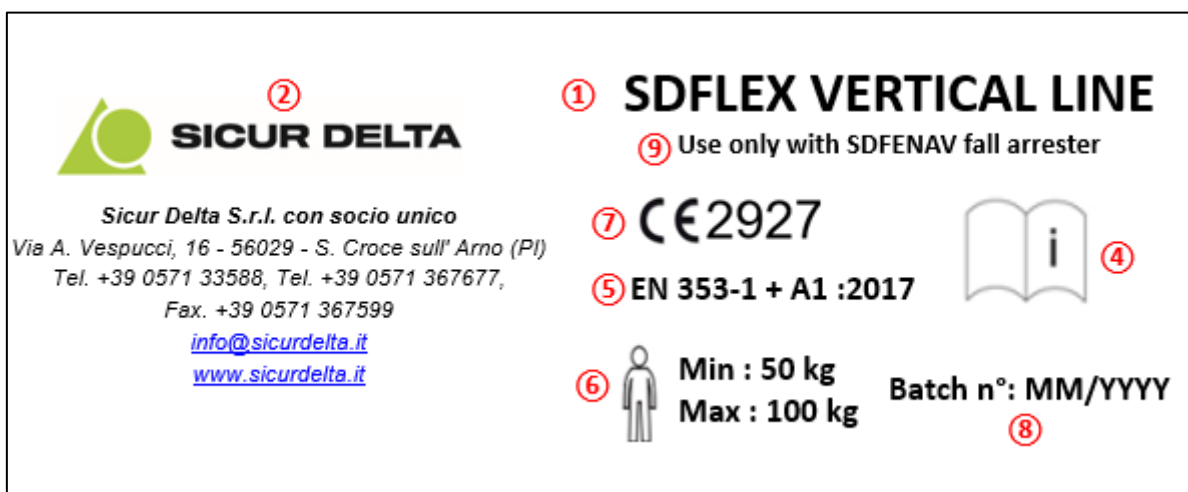 ②
SICUR DELTA
Sicur Delta S.r.l. con socio unico
Via A. Vespucci, 16 - 56029 - S. Croce sull' Arno (PI)
Tel. +39 0571 33588, Tel. +39 0571 367677,
Fax. +39 0571 367599
info@sicurdelta.it
www.sicurdelta.it
① SDFLEX VERTICAL LINE
⑨ Use only with SDFENAV fall arrester
⑦ CE 2927
i ④
⑤ EN 353-1 + A1 :2017
⑥ Min : 50 kg
Max : 100 kg
Batch n°: MM/YYYY
⑧